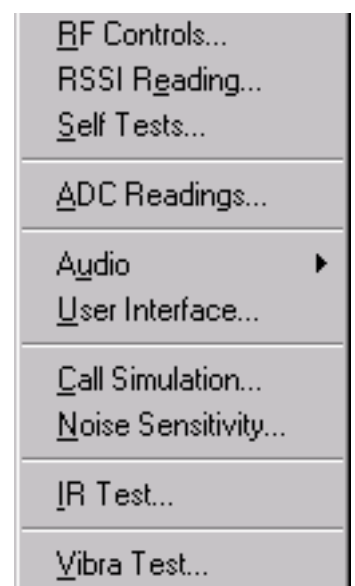 RF Controls...
RSSI Reading...
Self Tests...
ADC Readings...
Audio
User Interface...
Call Simulation...
Noise Sensitivity...
IR Test...
Vibra Test...